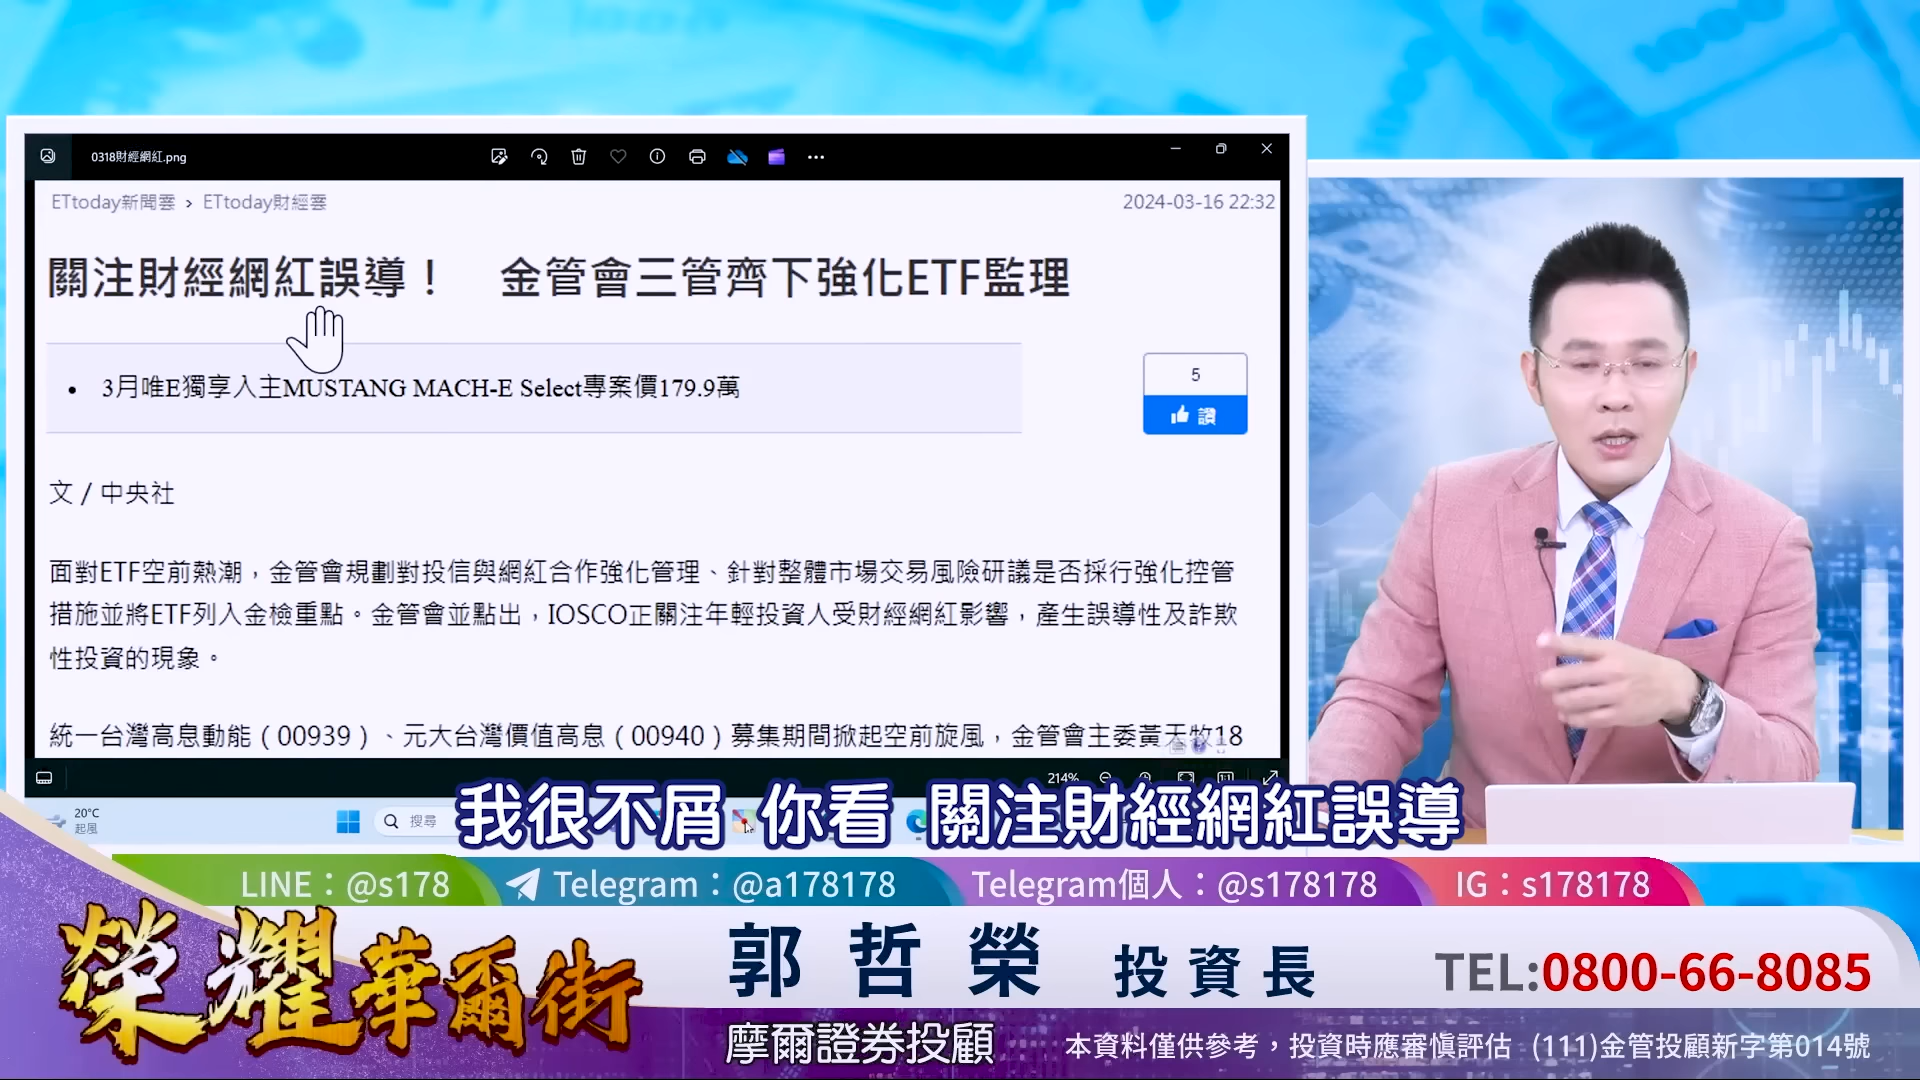 0318財經網紅.png
ETtoday新聞雲 › ETtoday財經雲
2024-03-16 22:32
關注財經網紅誤導！ 金管會三管齊下強化ETF監理
• 3月唯E獨享入主MUSTANG MACH-E Select專案價179.9萬
5
讚
文／中央社
面對ETF空前熱潮，金管會規劃對投信與網紅合作強化管理、針對整體市場交易風險研議是否採行強化控管
措施並將ETF列入金檢重點。金管會並點出，IOSCO正關注年輕投資人受財經網紅影響，產生誤導性及詐欺
性投資的現象。
統一台灣高息動能（00939）、元大台灣價值高息（00940）募集期間掀起空前旋風，金管會主委黃天牧18
214%
20°C
起風
搜尋
我很不屑 你看 關注財經網紅誤導
LINE：@s178
Telegram：@a178178
Telegram個人：@s178178
IG：s178178
榮耀華爾街
郭哲榮 投資長
TEL:0800-66-8085
摩爾證券投顧
本資料僅供參考，投資時應審慎評估 (111)金管投顧新字第014號